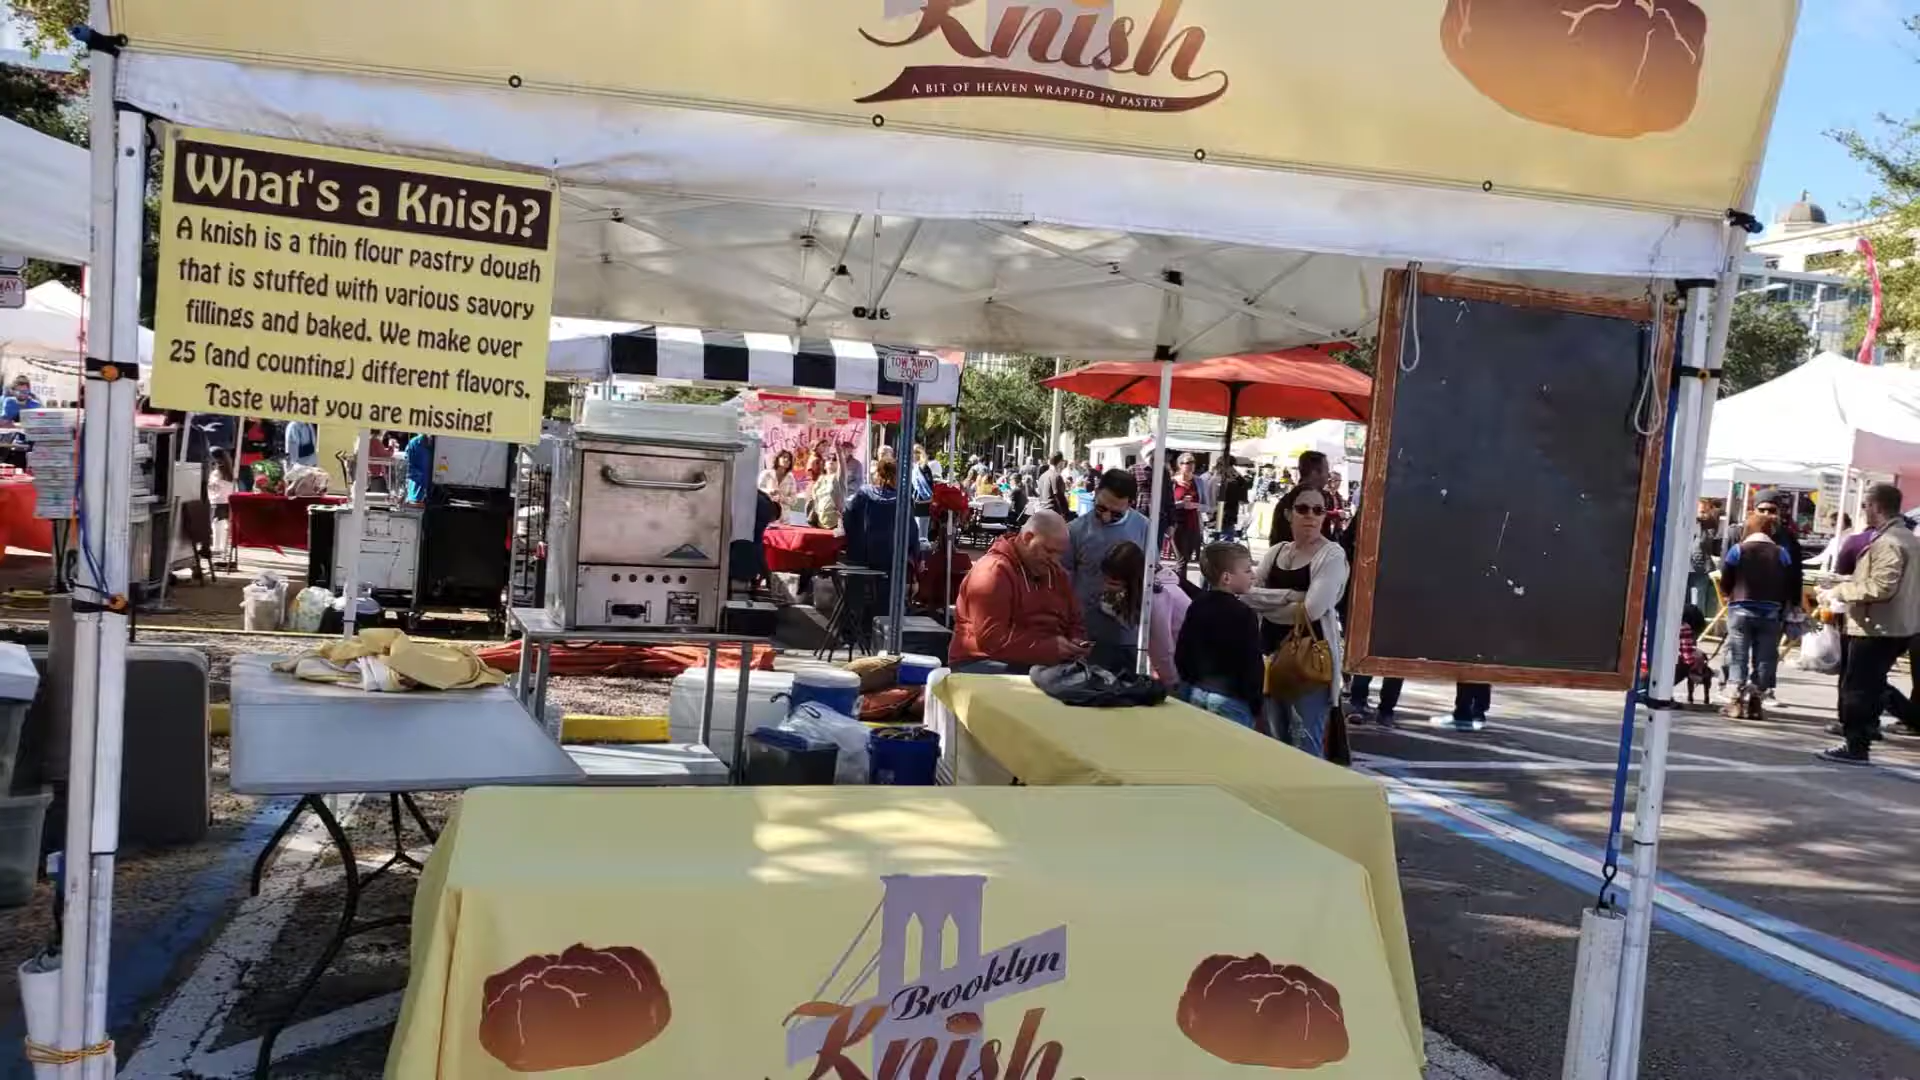 Knish
A BIT OF HEAVEN WRAPPED IN PASTRY
What's a Knish?
A knish is a thin flour pastry dough
that is stuffed with various savory
fillings and baked. We make over
25 (and counting) different flavors.
Taste what you are missing!
TOW AWAY
ZONE
Brooklyn
Knish